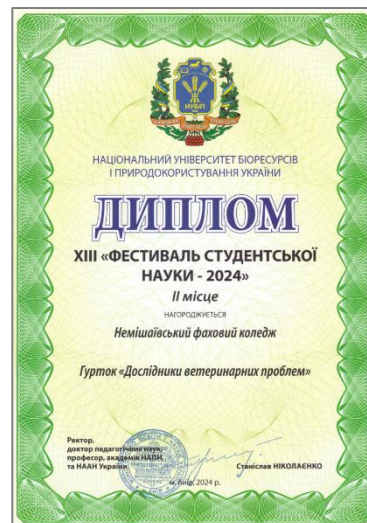 НУБІП
НАЦІОНАЛЬНИЙ УНІВЕРСИТЕТ БІОРЕСУРСІВ
І ПРИРОДОКОРИСТУВАННЯ УКРАЇНИ
ДИПЛОМ
XIII «ФЕСТИВАЛЬ СТУДЕНТСЬКОЇ
НАУКИ - 2024»
II місце
НАГОРОДЖУЄТЬСЯ
Немішаївський фаховий коледж
Гурток «Дослідники ветеринарних проблем»
Ректор,
доктор педагогічних наук,
професор, академік НАПН
та НААН України
Станіслав НІКОЛАЄНКО
м. Київ, 2024 р.